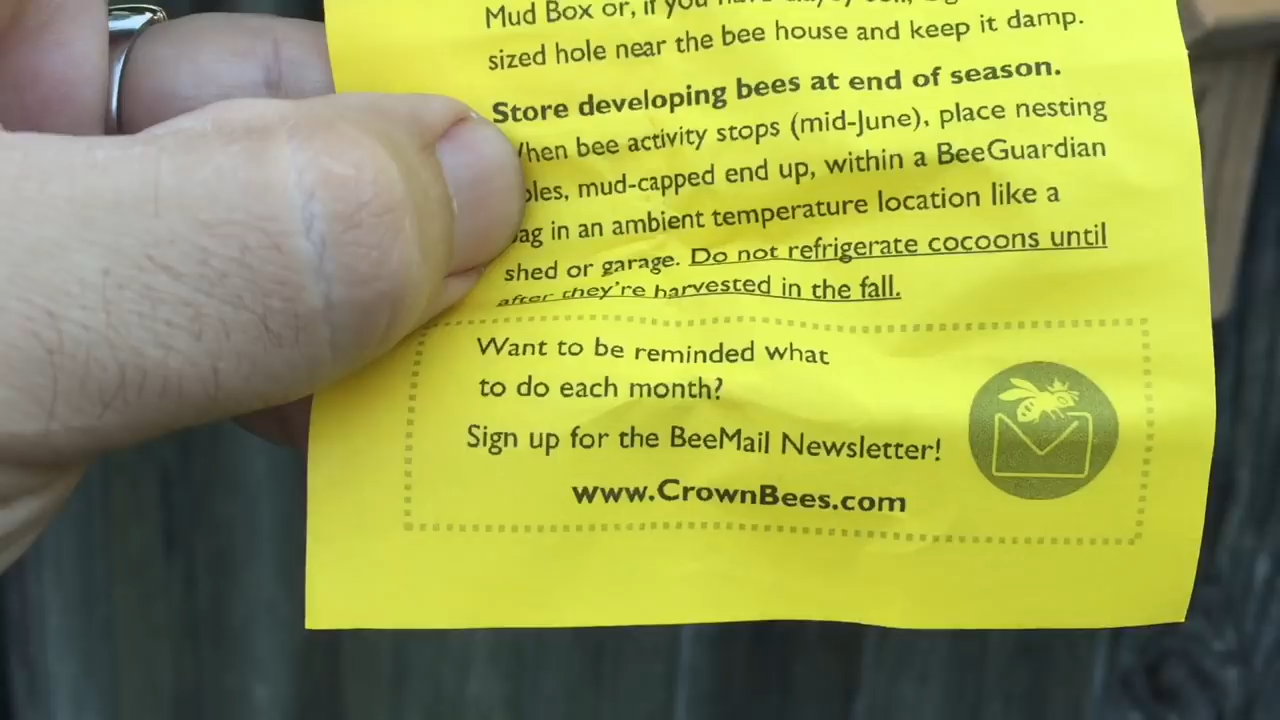 Mud Box or, if you
sized hole near the bee house and keep it damp.
Store developing bees at end of season.
When bee activity stops (mid-June), place nesting
mud-capped end up, within a BeeGuardian
in an ambient temperature location like a
shed or garage. Do not refrigerate cocoons until
after they're harvested in the fall.
Want to be reminded what
to do each month?
Sign up for the BeeMail Newsletter!
www.CrownBees.com